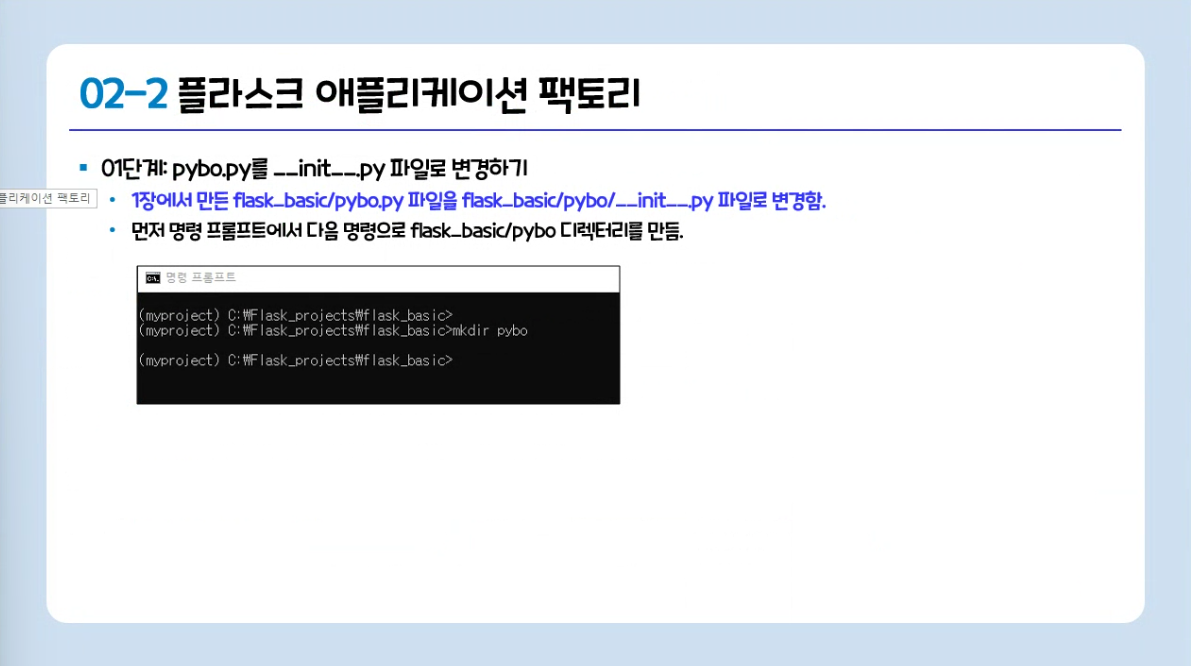 02-2 플라스크 애플리케이션 팩토리
01단계: pybo.py를 __init__.py 파일로 변경하기
플리케이션 팩토리
1장에서 만든 flask_basic/pybo.py 파일을 flask_basic/pybo/__init__.py 파일로 변경함.
먼저 명령 프롬프트에서 다음 명령으로 flask_basic/pybo 디렉터리를 만듬.
명령 프롬프트
(myproject) C:₩Flask_projects₩flask_basic>
(myproject) C:₩Flask_projects₩flask_basic>mkdir pybo
(myproject) C:₩Flask_projects₩flask_basic>